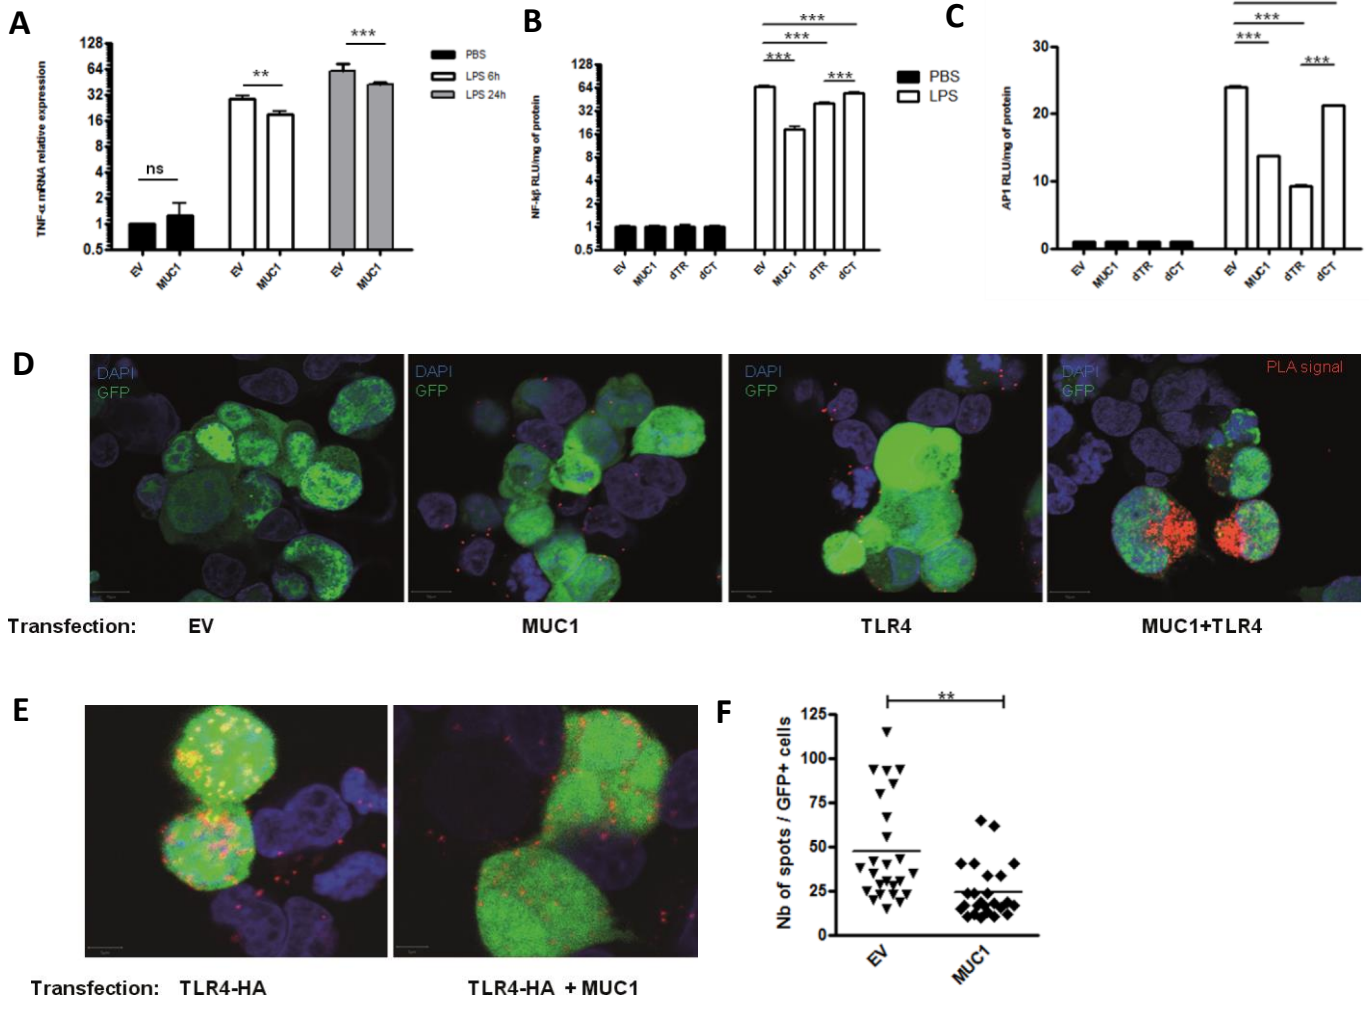 A
TNF-α mRNA relative expression
128
64
32
16
8
4
2
1
0.5
ns
**
***
EV
MUC1
EV
MUC1
EV
MUC1
PBS
LPS 6h
LPS 24h
B
NF-kβ RLU/mg of protein
128
64
32
16
8
4
2
1
0.5
***
***
***
***
EV
MUC1
dTR
dCT
EV
MUC1
dTR
dCT
PBS
LPS
C
AP1 RLU/mg of protein
30
20
10
0
***
***
***
EV
MUC1
dTR
dCT
EV
MUC1
dTR
dCT
D
DAPI
GFP
DAPI
GFP
DAPI
GFP
DAPI
GFP
PLA signal
Transfection: EV MUC1 TLR4 MUC1+TLR4
E
Transfection: TLR4-HA TLR4-HA + MUC1
F
Nb of spots / GFP+ cells
125
100
75
50
25
0
**
EV
MUC1